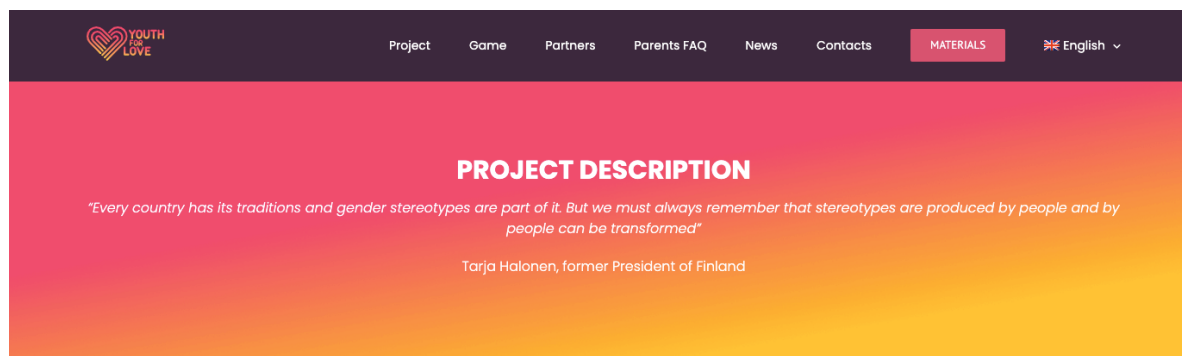 YOUTH
FOR
LOVE
Project Game Partners Parents FAQ News Contacts MATERIALS English
PROJECT DESCRIPTION
“Every country has its traditions and gender stereotypes are part of it. But we must always remember that stereotypes are produced by people and by
people can be transformed”
Tarja Halonen, former President of Finland